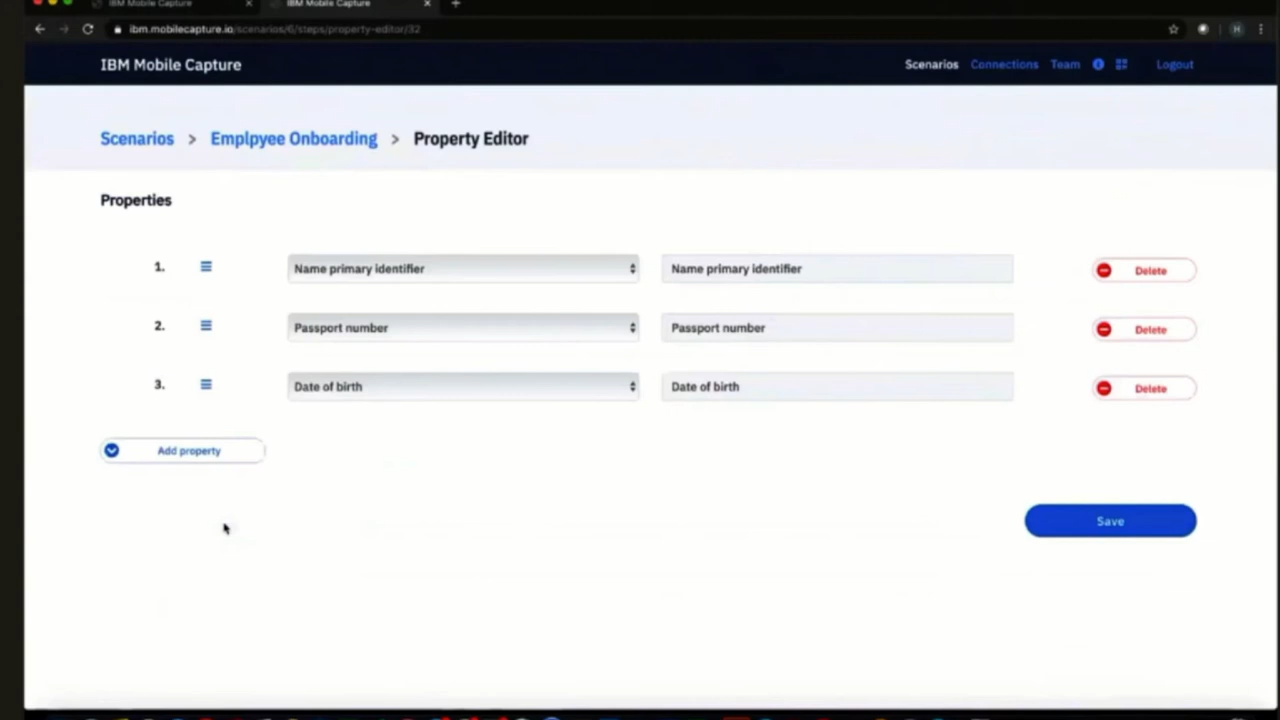 IBM Mobile Capture
IBM Mobile Capture
ibm.mobilecapture.io/scenarios/6/steps/property-editor/32
H
IBM Mobile Capture
Scenarios Connections Team Logout
Scenarios > Emplpyee Onboarding > Property Editor
Properties
1. Name primary identifier Name primary identifier Delete
2. Passport number Passport number Delete
3. Date of birth Date of birth Delete
Add property
Save